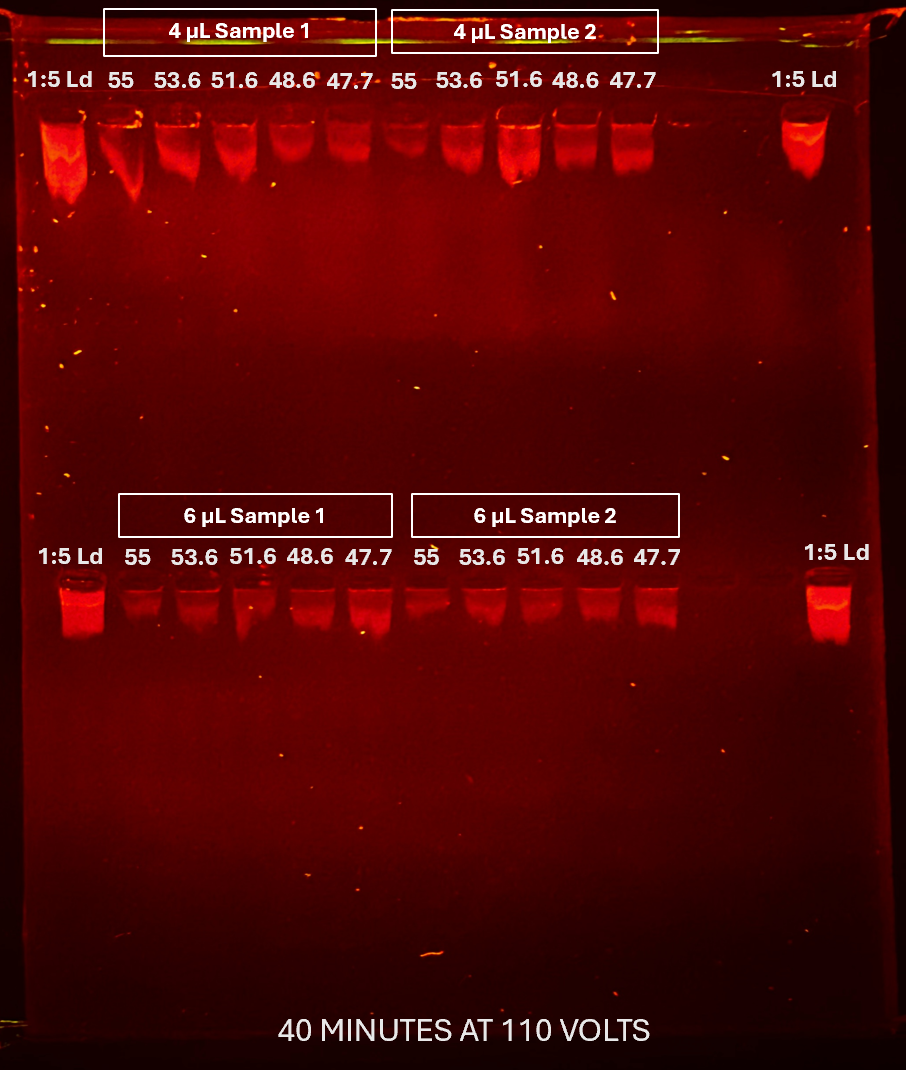 4 µL Sample 1 4 µL Sample 2
1:5 Ld 55 53.6 51.6 48.6 47.7 55 53.6 51.6 48.6 47.7 1:5 Ld
6 µL Sample 1 6 µL Sample 2
1:5 Ld 55 53.6 51.6 48.6 47.7 55 53.6 51.6 48.6 47.7 1:5 Ld
40 MINUTES AT 110 VOLTS